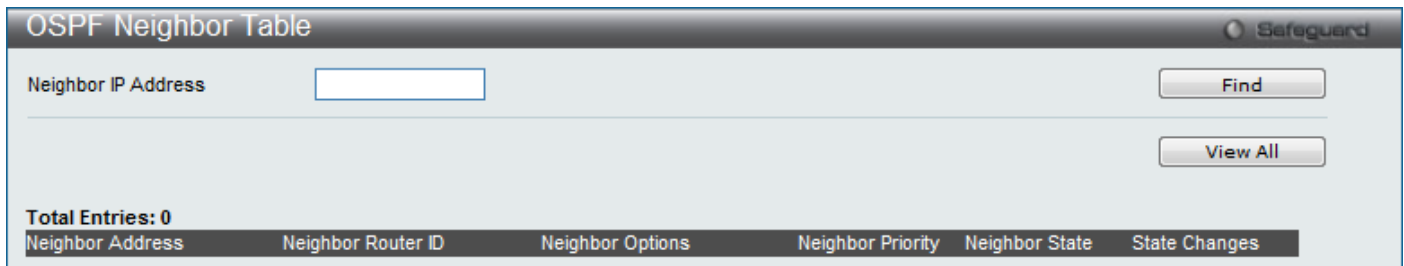 OSPF Neighbor Table Safeguard
Neighbor IP Address Find
View All
Total Entries: 0
Neighbor Address Neighbor Router ID Neighbor Options Neighbor Priority Neighbor State State Changes